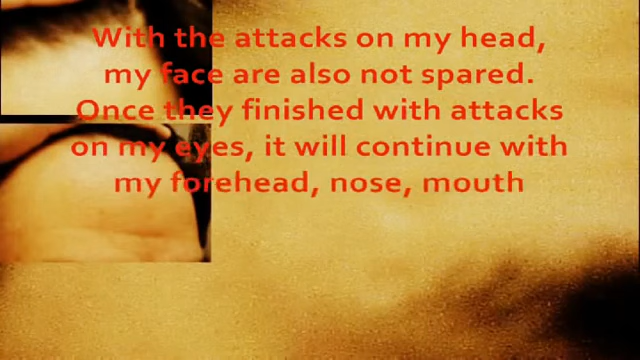 With the attacks on my head,
my face are also not spared.
Once they finished with attacks
on my eyes, it will continue with
my forehead, nose, mouth